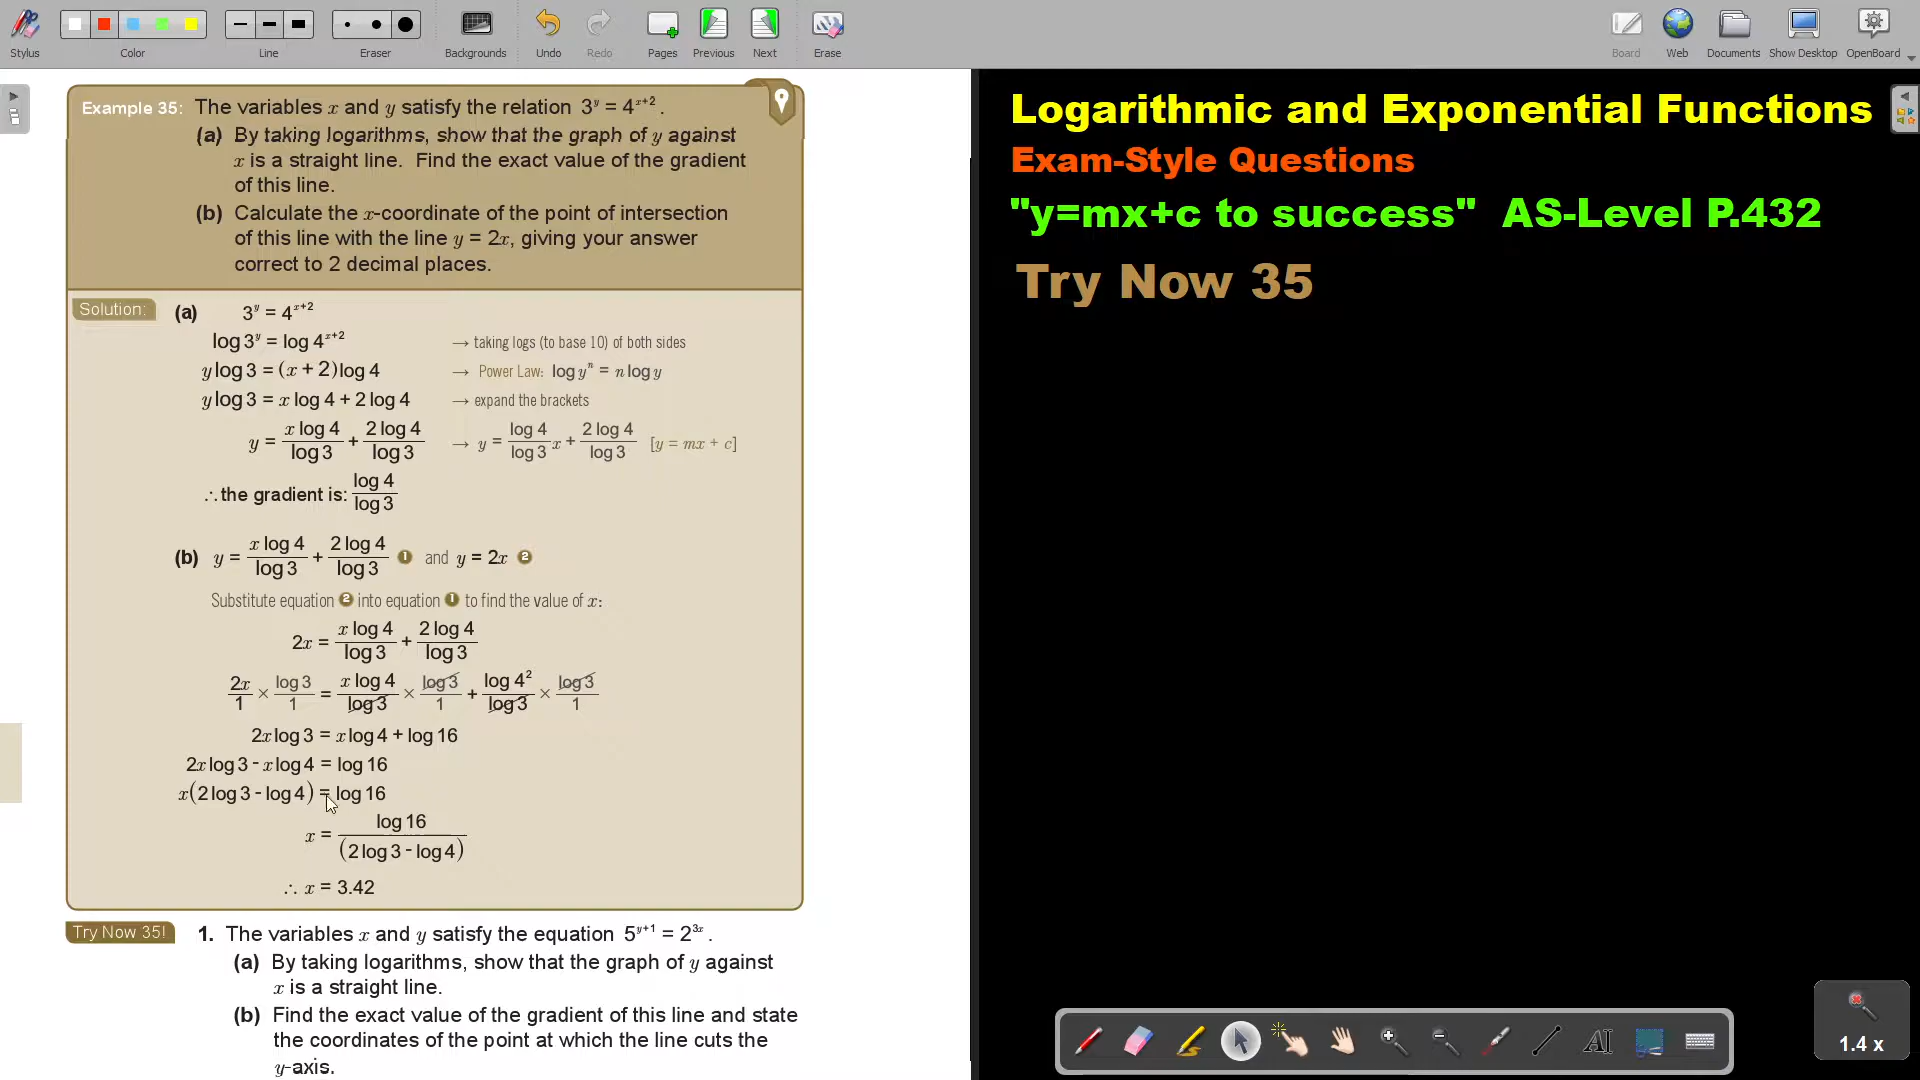 Stylus Color Line Eraser Backgrounds Undo Redo Pages Previous Next Erase Board Web Documents Show Desktop OpenBoard
Example 35: The variables x and y satisfy the relation 3^y = 4^(x+2).
(a) By taking logarithms, show that the graph of y against
x is a straight line. Find the exact value of the gradient
of this line.
(b) Calculate the x-coordinate of the point of intersection
of this line with the line y = 2x, giving your answer
correct to 2 decimal places.
Solution:
(a) 3^y = 4^(x+2)
log 3^y = log 4^(x+2) → taking logs (to base 10) of both sides
y log 3 = (x + 2) log 4 → Power Law: log y^n = n log y
y log 3 = x log 4 + 2 log 4 → expand the brackets
y = (x log 4)/(log 3) + (2 log 4)/(log 3) → y = (log 4)/(log 3) x + (2 log 4)/(log 3) [y = mx + c]
∴ the gradient is: (log 4)/(log 3)
(b) y = (x log 4)/(log 3) + (2 log 4)/(log 3) ❶ and y = 2x ❷
Substitute equation ❷ into equation ❶ to find the value of x:
2x = (x log 4)/(log 3) + (2 log 4)/(log 3)
2x/1 × (log 3)/1 = (x log 4)/(log 3) × (log 3)/1 + (log 4²)/(log 3) × (log 3)/1
2x log 3 = x log 4 + log 16
2x log 3 - x log 4 = log 16
x(2 log 3 - log 4) = log 16
x = (log 16)/(2 log 3 - log 4)
∴ x = 3.42
Try Now 35! 1. The variables x and y satisfy the equation 5^(y+1) = 2^(3x).
(a) By taking logarithms, show that the graph of y against
x is a straight line.
(b) Find the exact value of the gradient of this line and state
the coordinates of the point at which the line cuts the
y-axis.
Logarithmic and Exponential Functions
Exam-Style Questions
"y=mx+c to success" AS-Level P.432
Try Now 35
AI
1.4 x